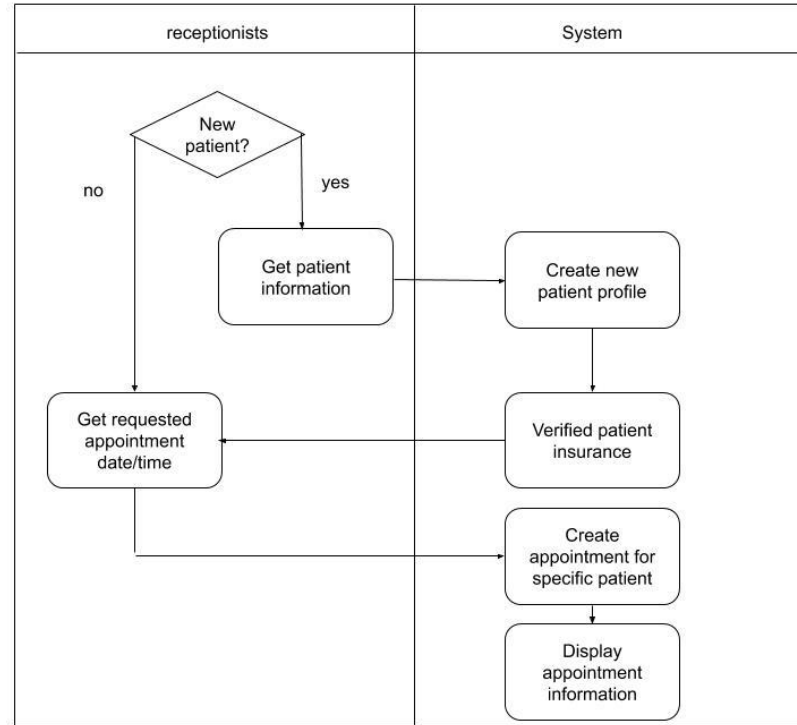 receptionists
System
New
patient?
no
yes
Get patient
information
Create new
patient profile
Get requested
appointment
date/time
Verified patient
insurance
Create
appointment for
specific patient
Display
appointment
information